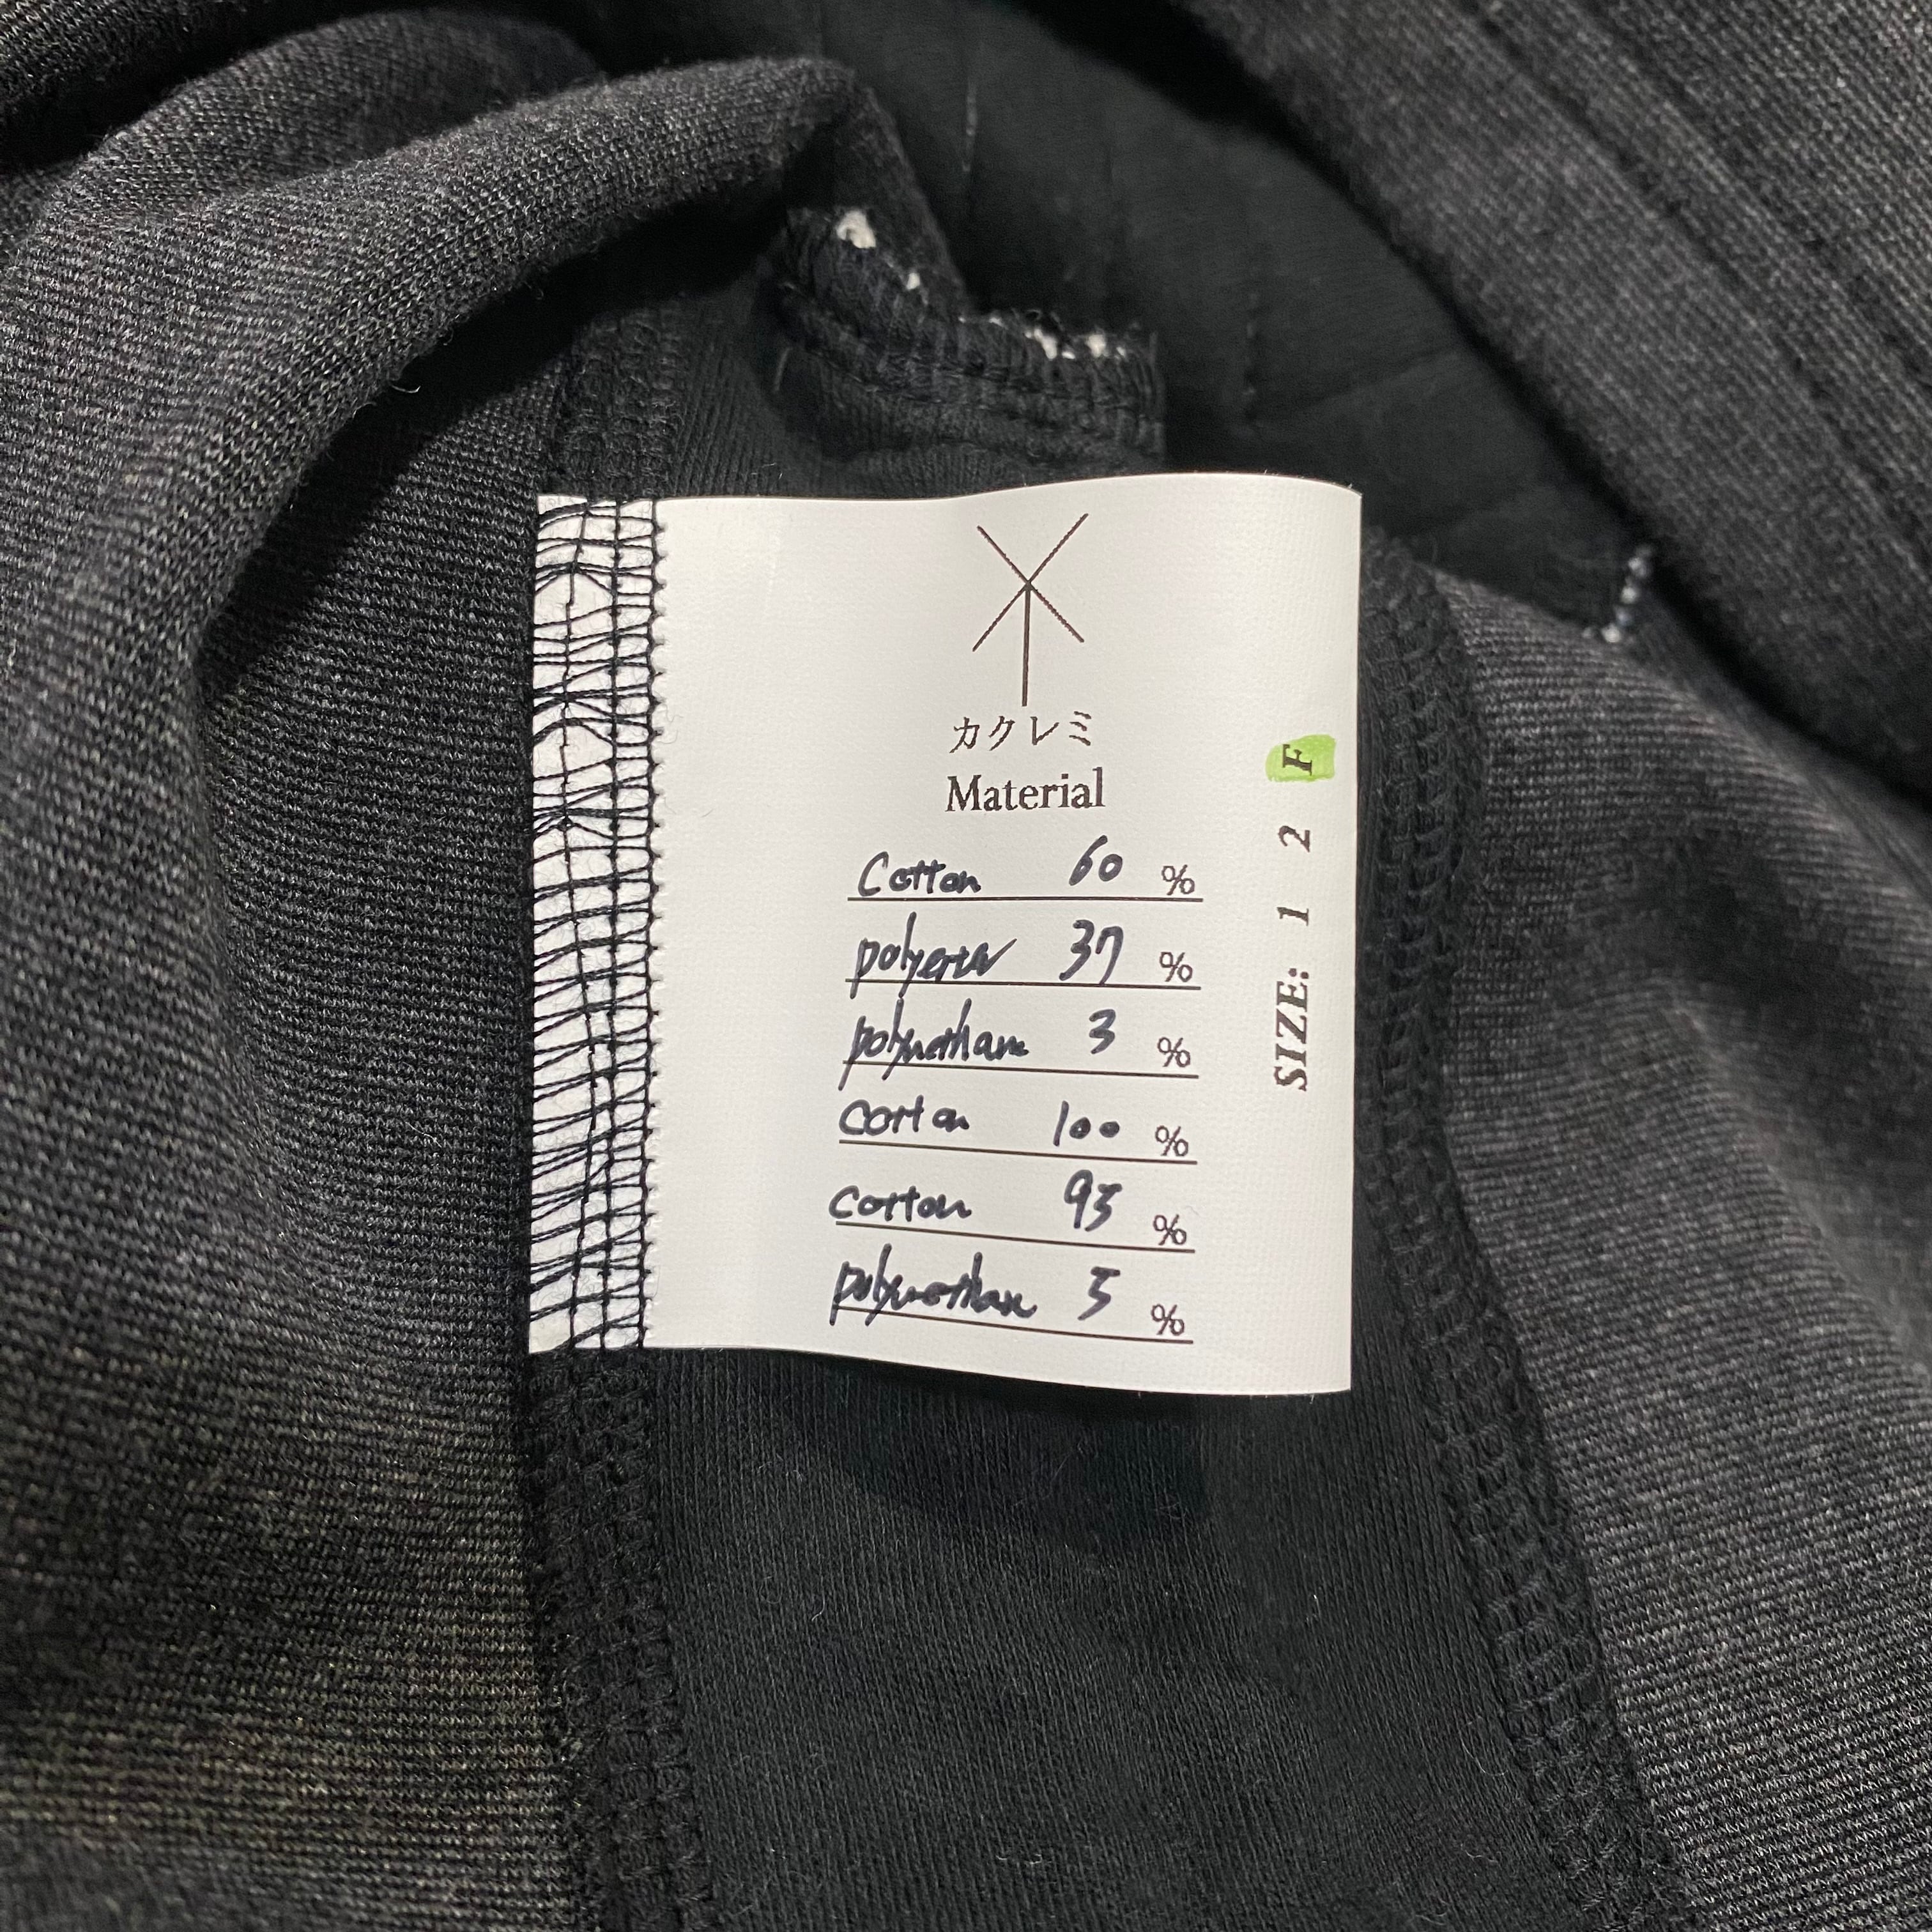 カクレミ
Material
Cotton 60 %
polyester 37 %
polyurethane 3 %
Cotton 100 %
Cotton 95 %
polyurethane 5 %
SIZE: 1 2 F